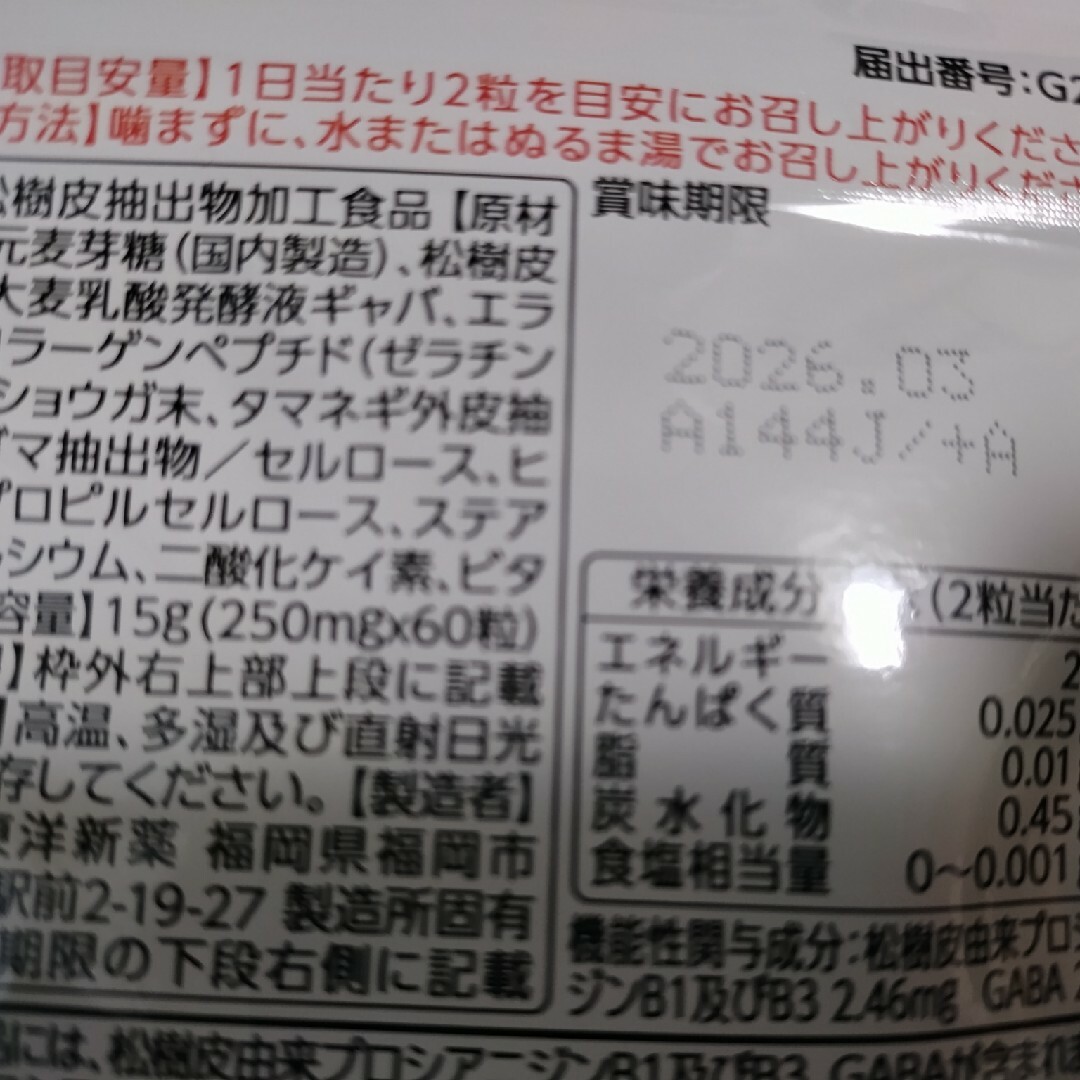 届出番号:G2
取目安量】1日当たり2粒を目安にお召し上がりくださ
方法】噛まずに、水またはぬるま湯でお召し上がりくださ
松樹皮抽出物加工食品【原材
元麦芽糖(国内製造)、松樹皮
大麦乳酸発酵液ギャバ、エラ
コラーゲンペプチド(ゼラチン
ショウガ末、タマネギ外皮抽
ゴマ抽出物/セルロース、ヒ
プロピルセルロース、ステア
シウム、二酸化ケイ素、ビタ
容量】15g(250mgx60粒)
】枠外右上部上段に記載
】高温、多湿及び直射日光
存してください。【製造者】
東洋新薬 福岡県福岡市
駅前2-19-27 製造所固有
期限の下段右側に記載
賞味期限
2026.03
A144J/+A
栄養成分 (2粒当た
エネルギー 2
たんぱく質 0.025
脂質 0.01
炭水化物 0.45
食塩相当量 0～0.001
機能性関与成分:松樹皮由来プロシ
ジンB1及びB3 2.46mg GABA 2
には、松樹皮由来プロシアニジンB1及びB3、GABAが含まれ